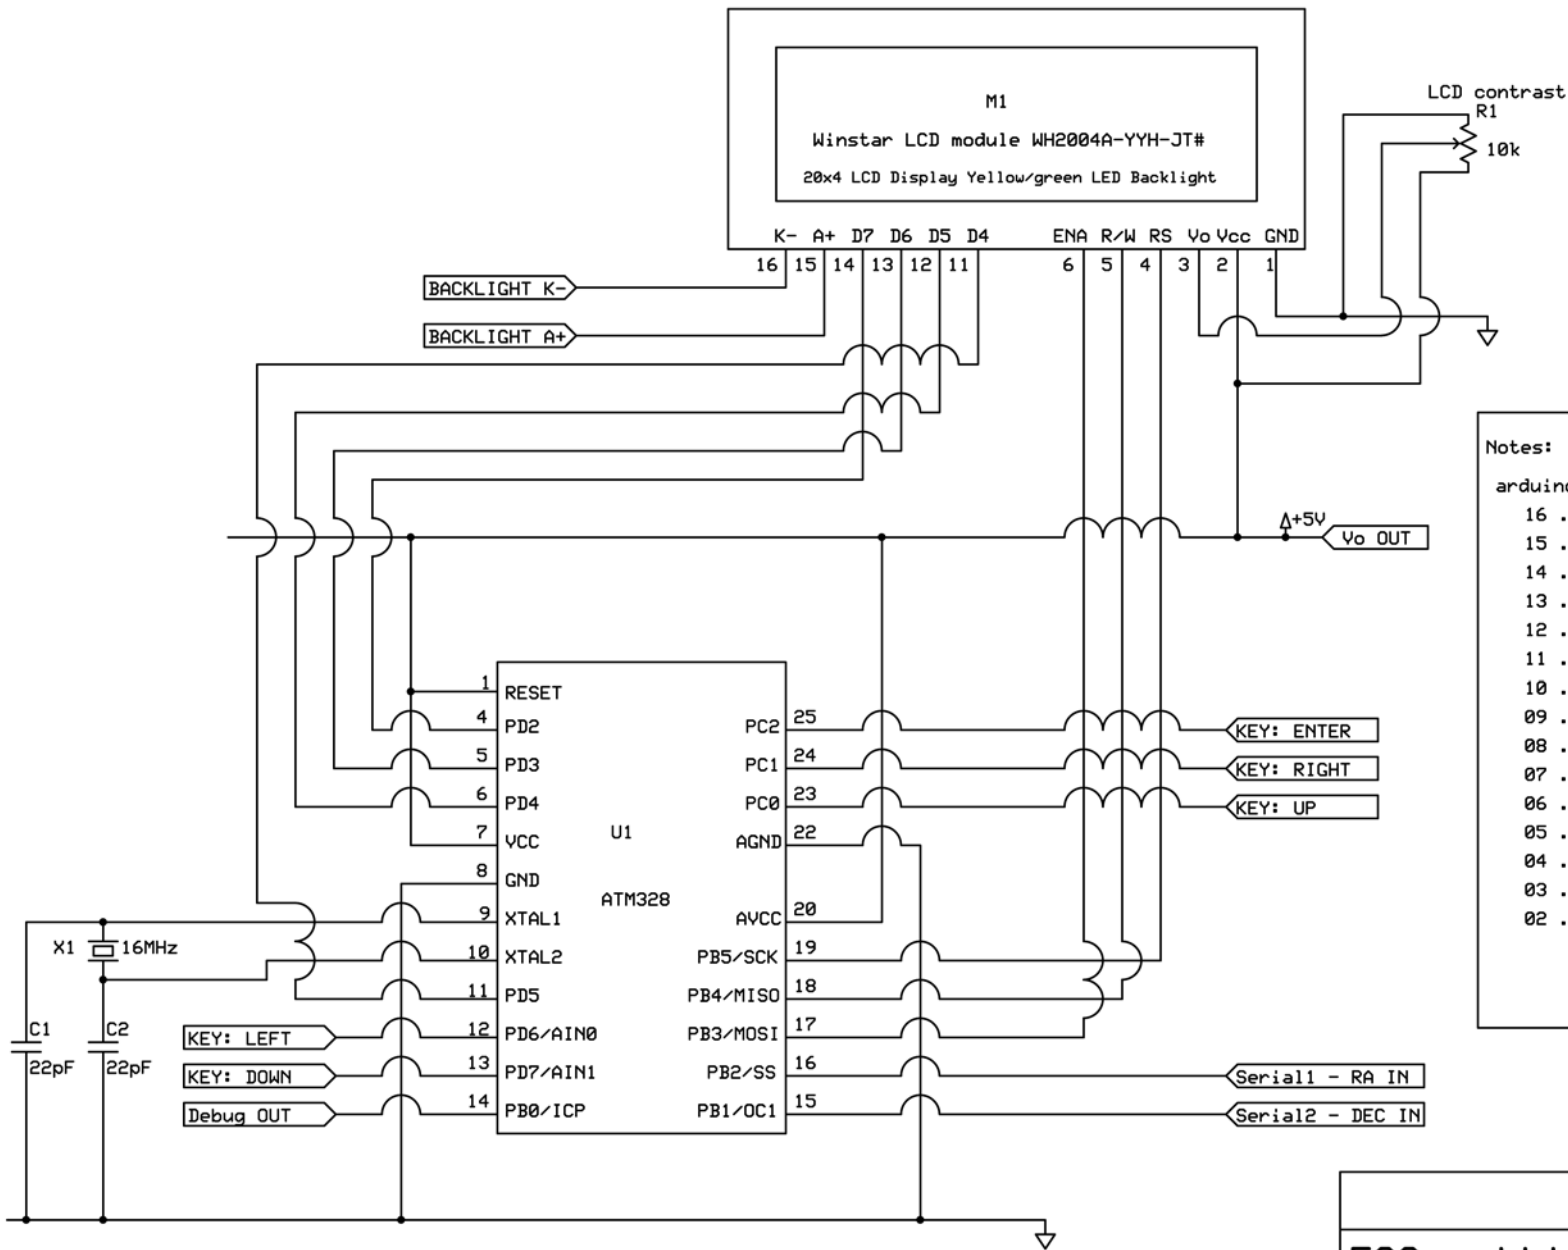 M1
Winstar LCD module WH2004A-YYH-JT#
20x4 LCD Display Yellow/green LED Backlight
K- A+ D7 D6 D5 D4 ENA R/W RS Vo Vcc GND
16 15 14 13 12 11 6 5 4 3 2 1
LCD contrast
R1
10k
BACKLIGHT K-
BACKLIGHT A+
+5V
Vo OUT
Notes:
16 .
15 .
14 .
13 .
12 .
11 .
10 .
09 .
08 .
07 .
06 .
05 .
04 .
03 .
02 .
U1
ATM328
1 RESET
4 PD2
5 PD3
6 PD4
7 VCC
8 GND
9 XTAL1
10 XTAL2
11 PD5
12 PD6/AIN0
13 PD7/AIN1
14 PB0/ICP
PC2 25
PC1 24
PC0 23
AGND 22
AVCC 20
PB5/SCK 19
PB4/MISO 18
PB3/MOSI 17
PB2/SS 16
PB1/OC1 15
KEY: ENTER
KEY: RIGHT
KEY: UP
X1 16MHz
C1
22pF
C2
22pF
KEY: LEFT
KEY: DOWN
Debug OUT
Serial1 - RA IN
Serial2 - DEC IN